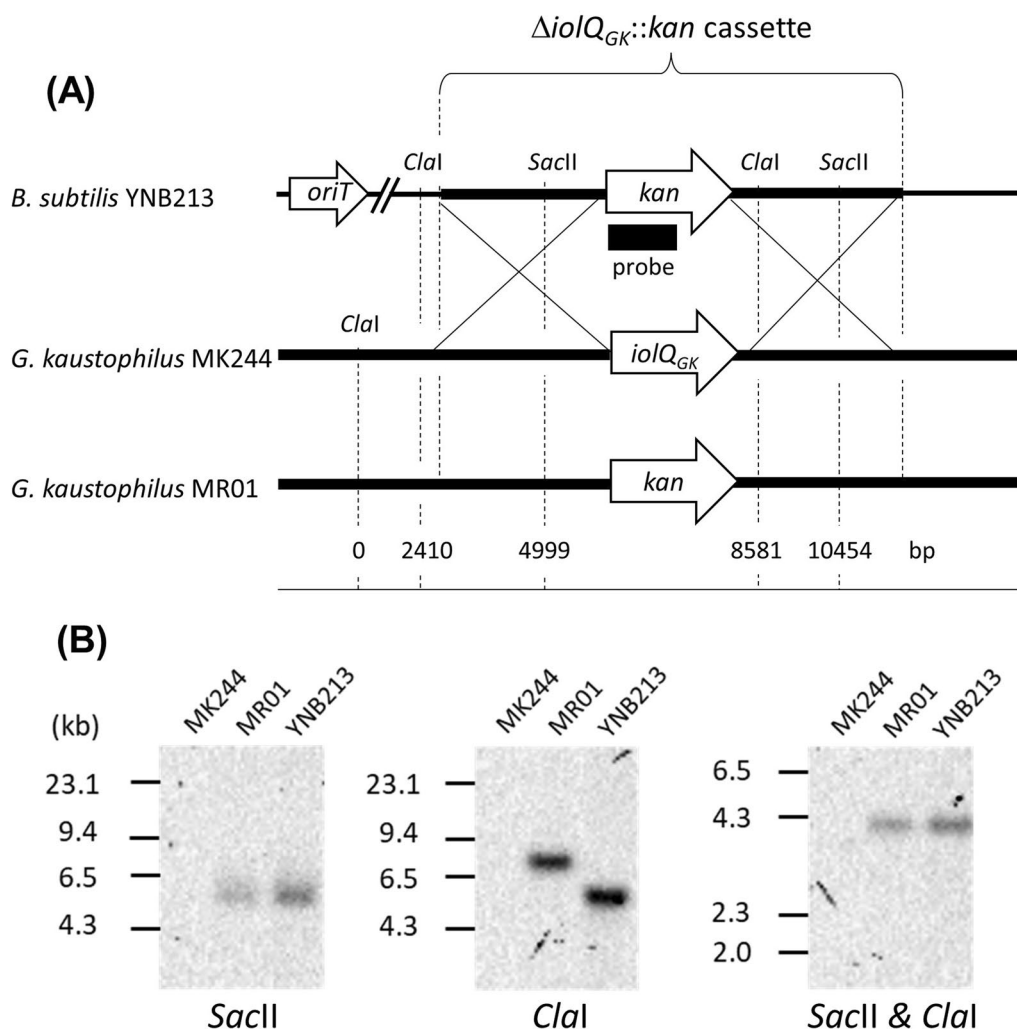 ΔiolQGK::kan cassette
(A)
ClaI SacII ClaI SacII
B. subtilis YNB213 oriT kan
probe
ClaI
G. kaustophilus MK244 iolQGK
G. kaustophilus MR01 kan
0 2410 4999 8581 10454 bp
(B)
(kb) MK244 MR01 YNB213 MK244 MR01 YNB213 MK244 MR01 YNB213
23.1 23.1 6.5
9.4 9.4 4.3
6.5 6.5
4.3 4.3 2.3
2.0
SacII ClaI SacII & ClaI